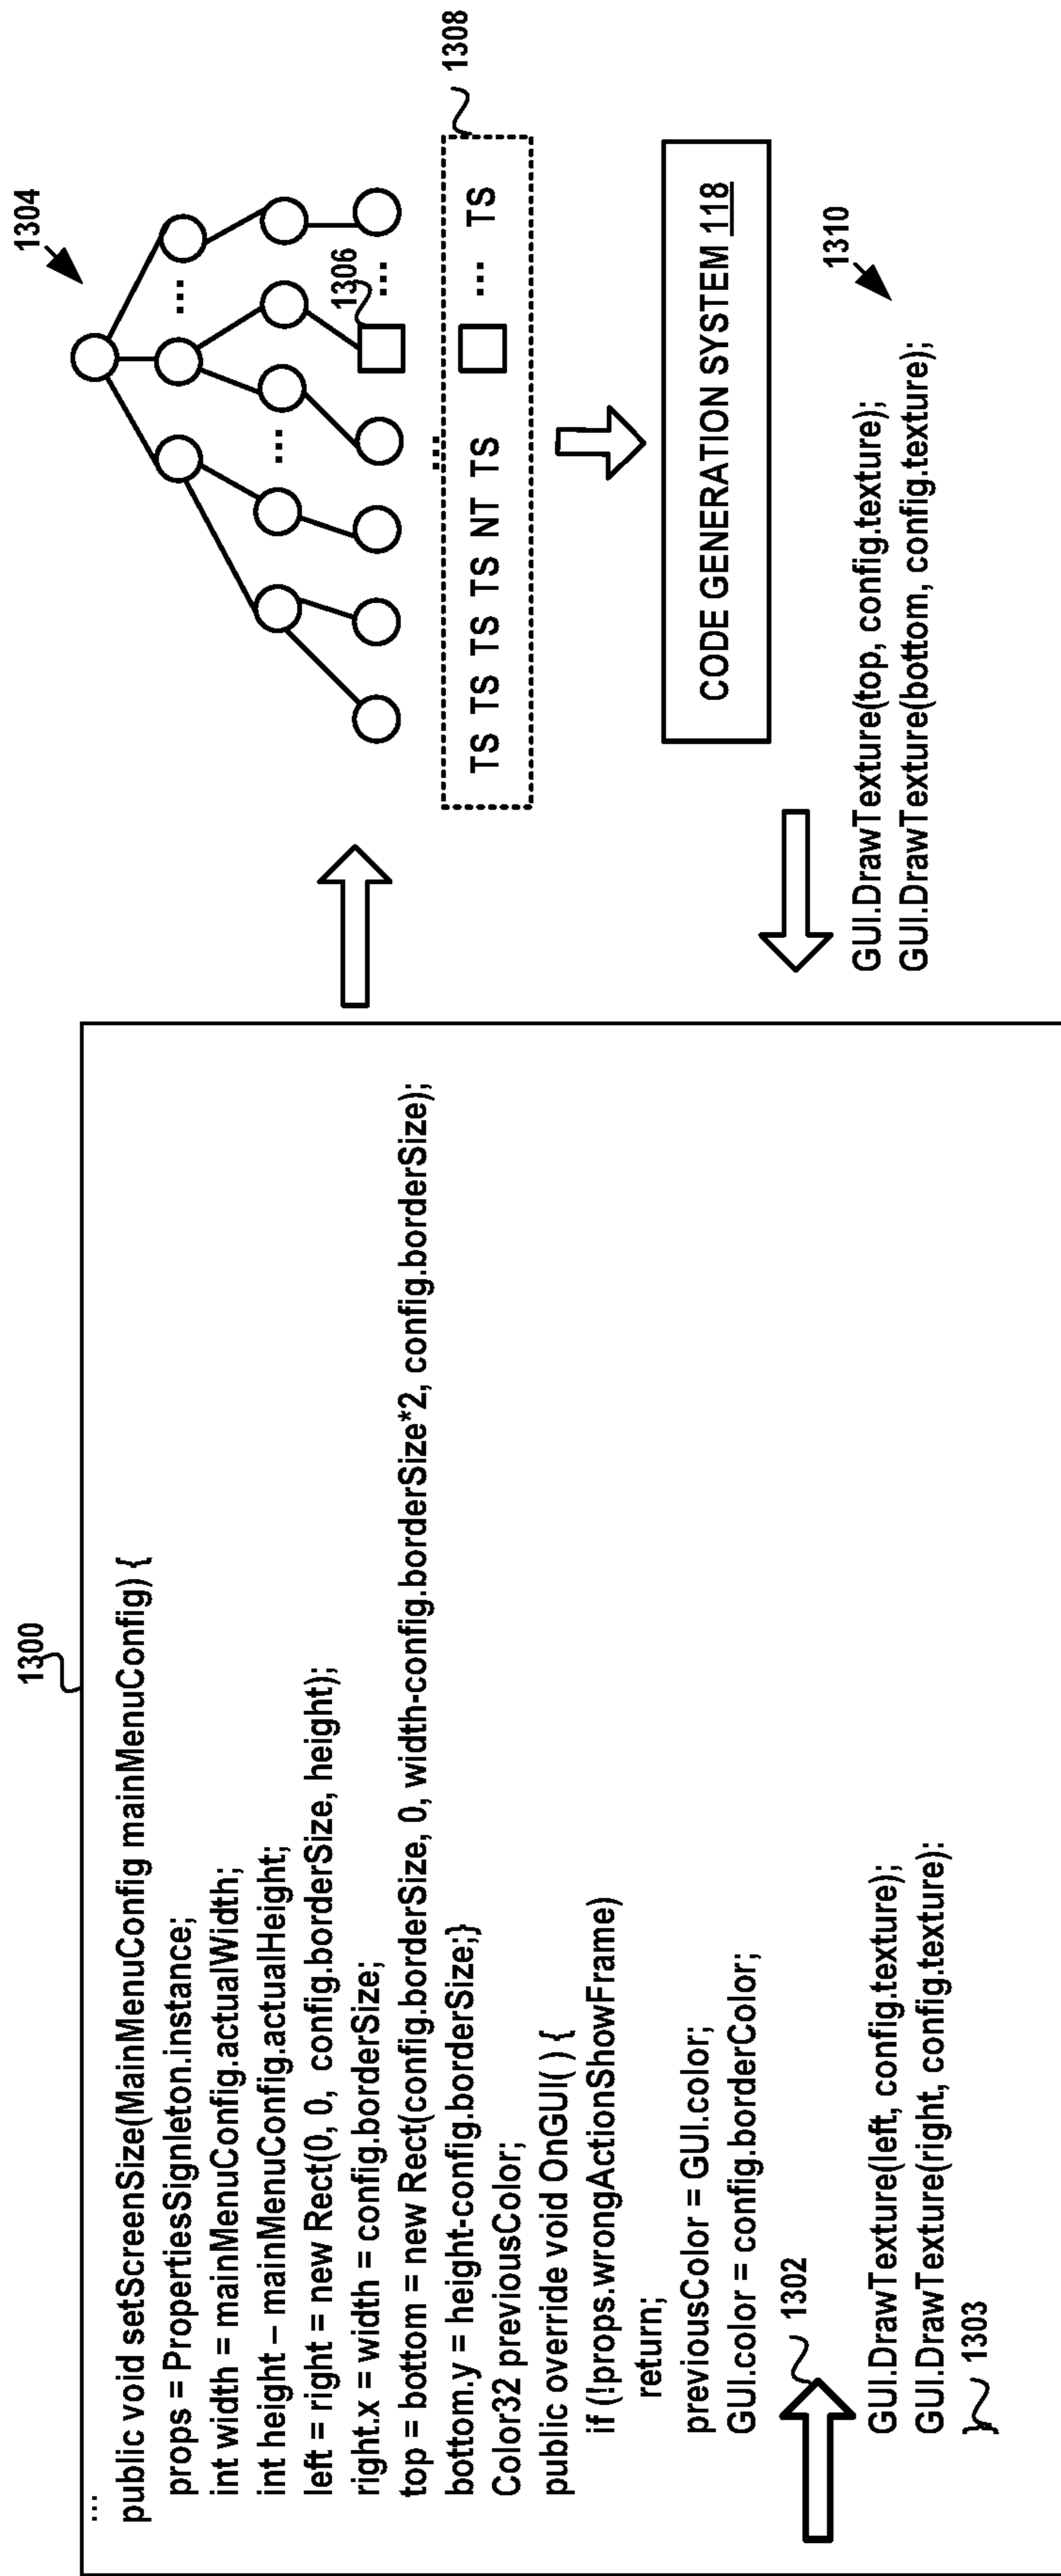 1300
...
public void setScreenSize(MainMenuConfig mainMenuConfig) {
props = PropertiesSignleton.instance;
int width = mainMenuConfig.actualWidth;
int height – mainMenuConfig.actualHeight;
left = right = new Rect(0, 0, config.borderSize, height);
right.x = width = config.borderSize;
top = bottom = new Rect(config.borderSize, 0, width-config.borderSize*2, config.borderSize);
bottom.y = height-config.borderSize;}
Color32 previousColor;
public override void OnGUI( ) {
if (!props.wrongActionShowFrame)
return;
previousColor = GUI.color;
GUI.color = config.borderColor;
1302
GUI.DrawTexture(left, config.texture);
GUI.DrawTexture(right, config.texture):
} 1303
1304
...
...
1306
...
..
1308
TS TS TS TS NT TS ... TS
CODE GENERATION SYSTEM 118
1310
GUI.DrawTexture(top, config.texture);
GUI.DrawTexture(bottom, config.texture);